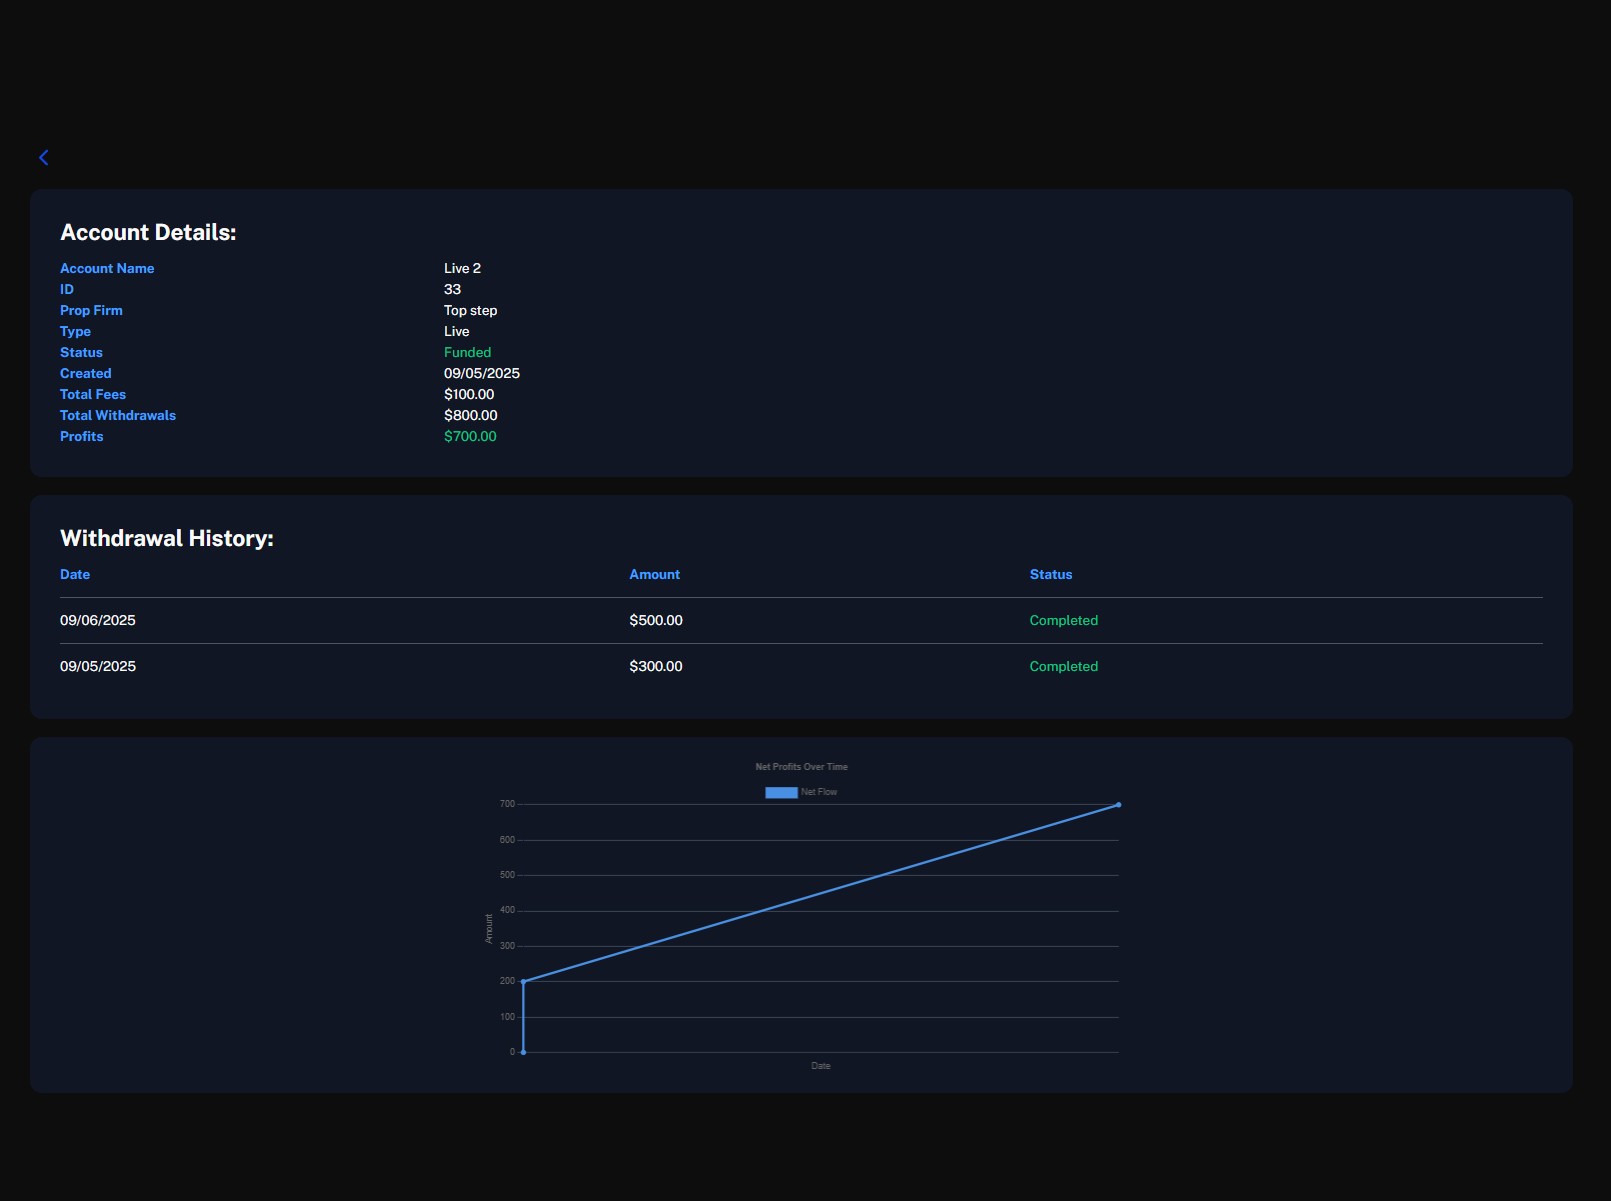 Account Details:
Account Name Live 2
ID 33
Prop Firm Top step
Type Live
Status Funded
Created 09/05/2025
Total Fees $100.00
Total Withdrawals $800.00
Profits $700.00
Withdrawal History:
Date Amount Status
09/06/2025 $500.00 Completed
09/05/2025 $300.00 Completed
Net Profits Over Time
Net Flow
700
600
500
400
300
200
100
0
Amount
Date